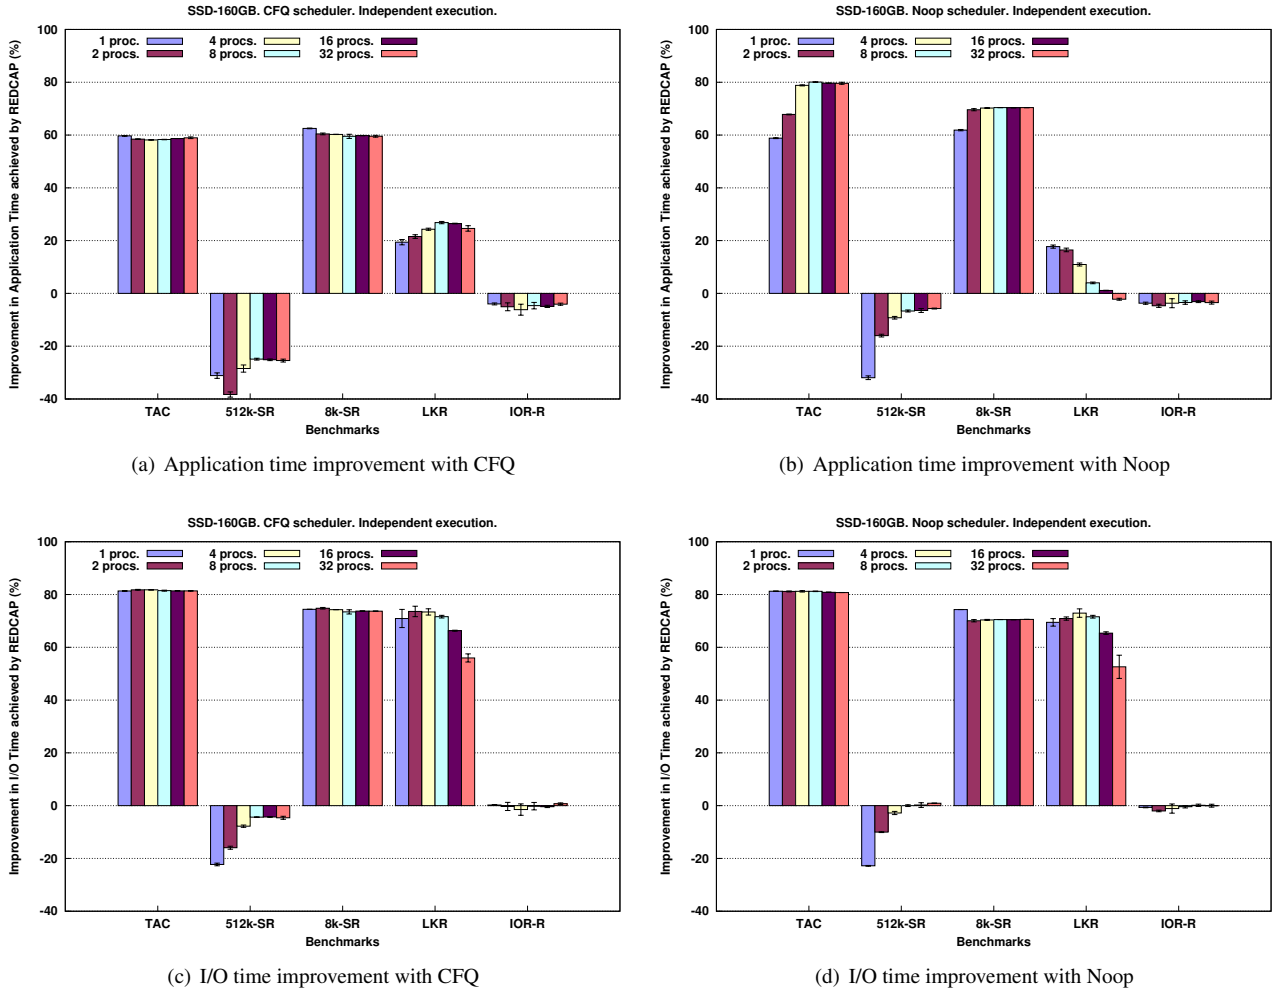 SSD-160GB. CFQ scheduler. Independent execution.
Improvement in Application Time achieved by REDCAP (%)
100
80
60
40
20
0
-20
-40
1 proc.
2 procs.
4 procs.
8 procs.
16 procs.
32 procs.
TAC
512k-SR
8k-SR
LKR
IOR-R
Benchmarks
(a) Application time improvement with CFQ
SSD-160GB. Noop scheduler. Independent execution.
Improvement in Application Time achieved by REDCAP (%)
100
80
60
40
20
0
-20
-40
1 proc.
2 procs.
4 procs.
8 procs.
16 procs.
32 procs.
TAC
512k-SR
8k-SR
LKR
IOR-R
Benchmarks
(b) Application time improvement with Noop
SSD-160GB. CFQ scheduler. Independent execution.
Improvement in I/O Time achieved by REDCAP (%)
100
80
60
40
20
0
-20
-40
1 proc.
2 procs.
4 procs.
8 procs.
16 procs.
32 procs.
TAC
512k-SR
8k-SR
LKR
IOR-R
Benchmarks
(c) I/O time improvement with CFQ
SSD-160GB. Noop scheduler. Independent execution.
Improvement in I/O Time achieved by REDCAP (%)
100
80
60
40
20
0
-20
-40
1 proc.
2 procs.
4 procs.
8 procs.
16 procs.
32 procs.
TAC
512k-SR
8k-SR
LKR
IOR-R
Benchmarks
(d) I/O time improvement with Noop